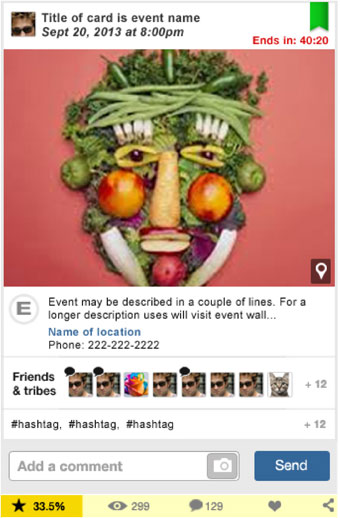 Title of card is event name
Sept 20, 2013 at 8:00pm
Ends in: 40:20
E
Event may be described in a couple of lines. For a
longer description uses will visit event wall...
Name of location
Phone: 222-222-2222
Friends
& tribes
+ 12
#hashtag, #hashtag, #hashtag
+ 12
Add a comment
Send
33.5%
299
129